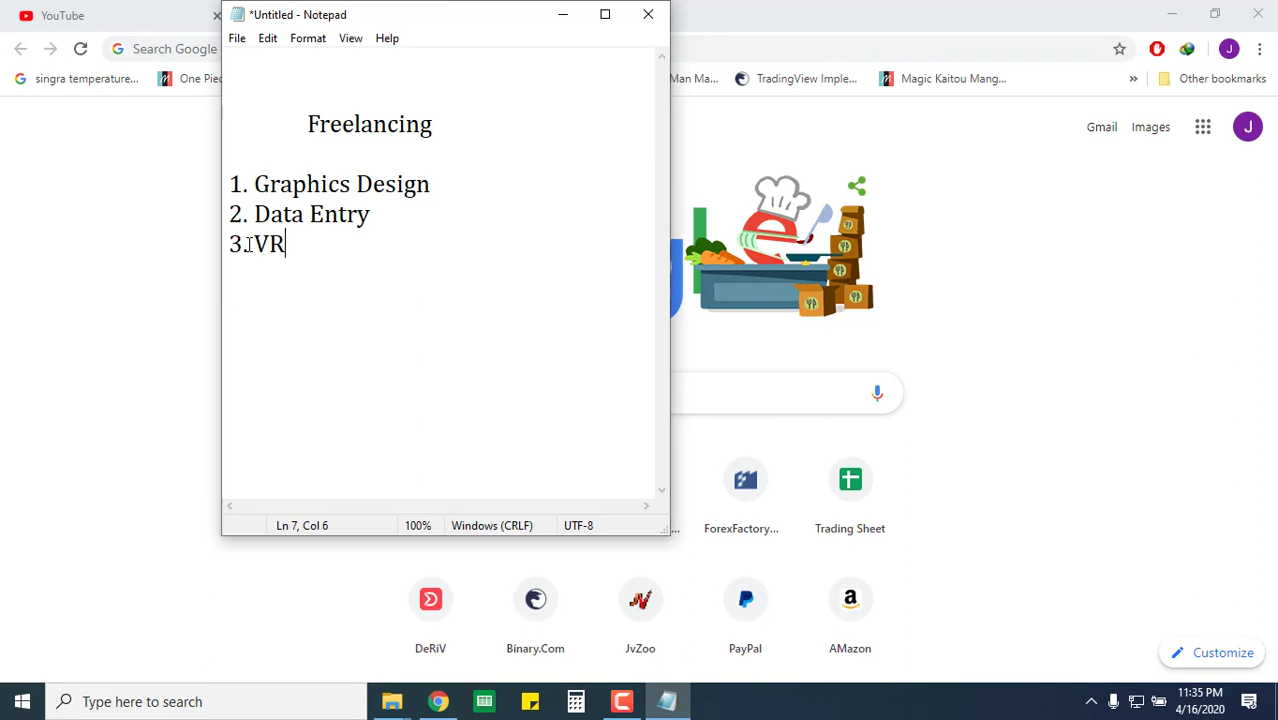 YouTube
*Untitled - Notepad
File Edit Format View Help
Search Google
singra temperature...
One Piec
Man Ma...
TradingView Imple...
Magic Kaitou Mang...
»
Other bookmarks
J
Gmail
Images
J
Freelancing
1. Graphics Design
2. Data Entry
3. VR
Ln 7, Col 6
100%
Windows (CRLF)
UTF-8
...
ForexFactory...
Trading Sheet
DeRiV
Binary.Com
JvZoo
PayPal
AMazon
Customize
Type here to search
11:35 PM
4/16/2020